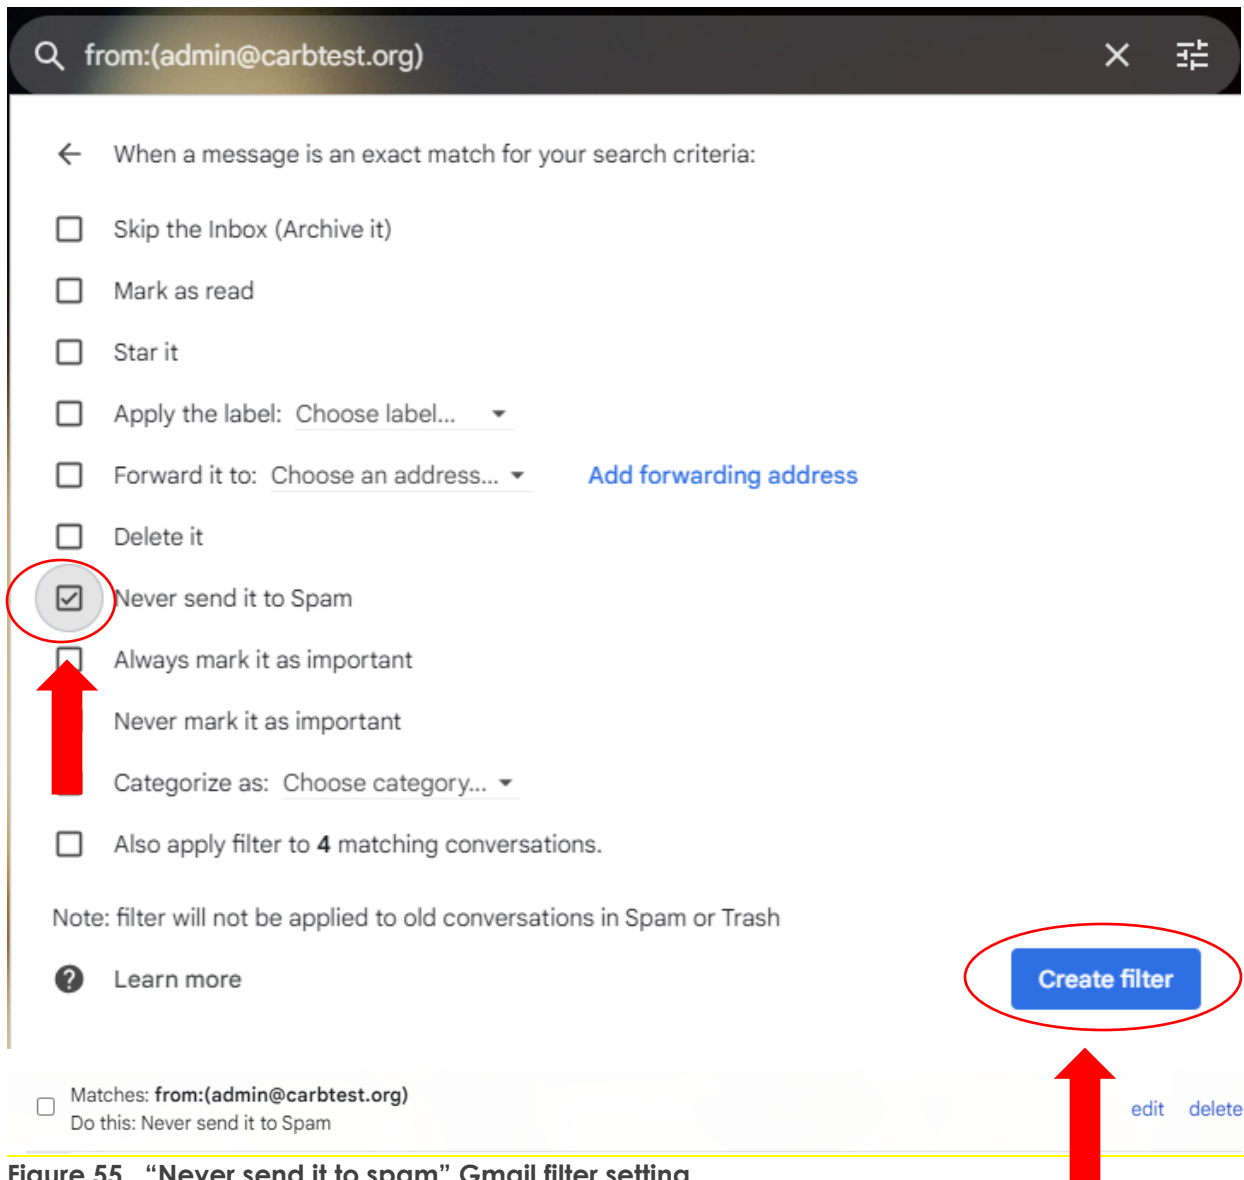 from:(admin@carbtest.org)
When a message is an exact match for your search criteria:
Skip the Inbox (Archive it)
Mark as read
Star it
Apply the label: Choose label...
Forward it to: Choose an address... Add forwarding address
Delete it
Never send it to Spam
Always mark it as important
Never mark it as important
Categorize as: Choose category...
Also apply filter to 4 matching conversations.
Note: filter will not be applied to old conversations in Spam or Trash
Learn more
Create filter
Matches: from:(admin@carbtest.org)
Do this: Never send it to Spam
edit delete
Figure 55 “Never send it to spam” Gmail filter setting